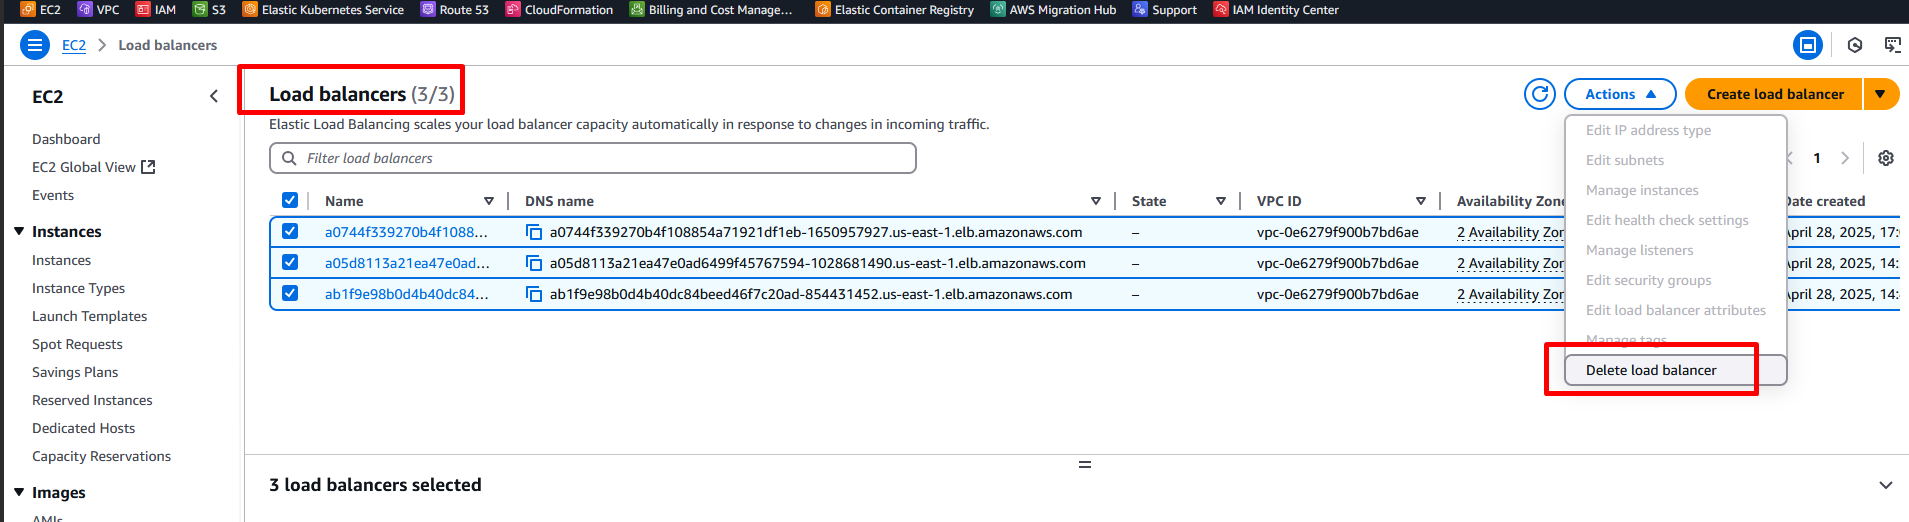 EC2 VPC IAM S3 Elastic Kubernetes Service Route 53 CloudFormation Billing and Cost Manage... Elastic Container Registry AWS Migration Hub Support IAM Identity Center
EC2 Load balancers
EC2
Dashboard
EC2 Global View
Events
Instances
Instances
Instance Types
Launch Templates
Spot Requests
Savings Plans
Reserved Instances
Dedicated Hosts
Capacity Reservations
Images
AMIs
Load balancers (3/3)
Actions
Create load balancer
Elastic Load Balancing scales your load balancer capacity automatically in response to changes in incoming traffic.
Filter load balancers
1
Name DNS name State VPC ID Availability Zone Date created
a0744f339270b4f1088... a0744f339270b4f108854a71921df1eb-1650957927.us-east-1.elb.amazonaws.com – vpc-0e6279f900b7bd6ae 2 Availability Zor April 28, 2025, 17:
a05d8113a21ea47e0ad... a05d8113a21ea47e0ad6499f45767594-1028681490.us-east-1.elb.amazonaws.com – vpc-0e6279f900b7bd6ae 2 Availability Zor April 28, 2025, 14:
ab1f9e98b0d4b40dc84... ab1f9e98b0d4b40dc84beed46f7c20ad-854431452.us-east-1.elb.amazonaws.com – vpc-0e6279f900b7bd6ae 2 Availability Zor April 28, 2025, 14:
Edit IP address type
Edit subnets
Manage instances
Edit health check settings
Manage listeners
Edit security groups
Edit load balancer attributes
Manage tags
Delete load balancer
3 load balancers selected